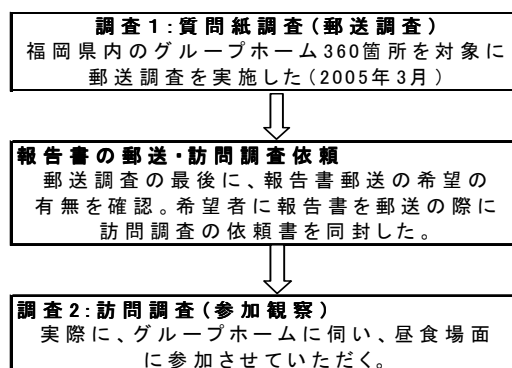 調査1:質問紙調査(郵送調査)
福岡県内のグループホーム360箇所を対象に
郵送調査を実施した(2005年3月)
報告書の郵送・訪問調査依頼
郵送調査の最後に、報告書郵送の希望の
有無を確認。希望者に報告書を郵送の際に
訪問調査の依頼書を同封した。
調査2:訪問調査(参加観察)
実際に、グループホームに伺い、昼食場面
に参加させていただく。